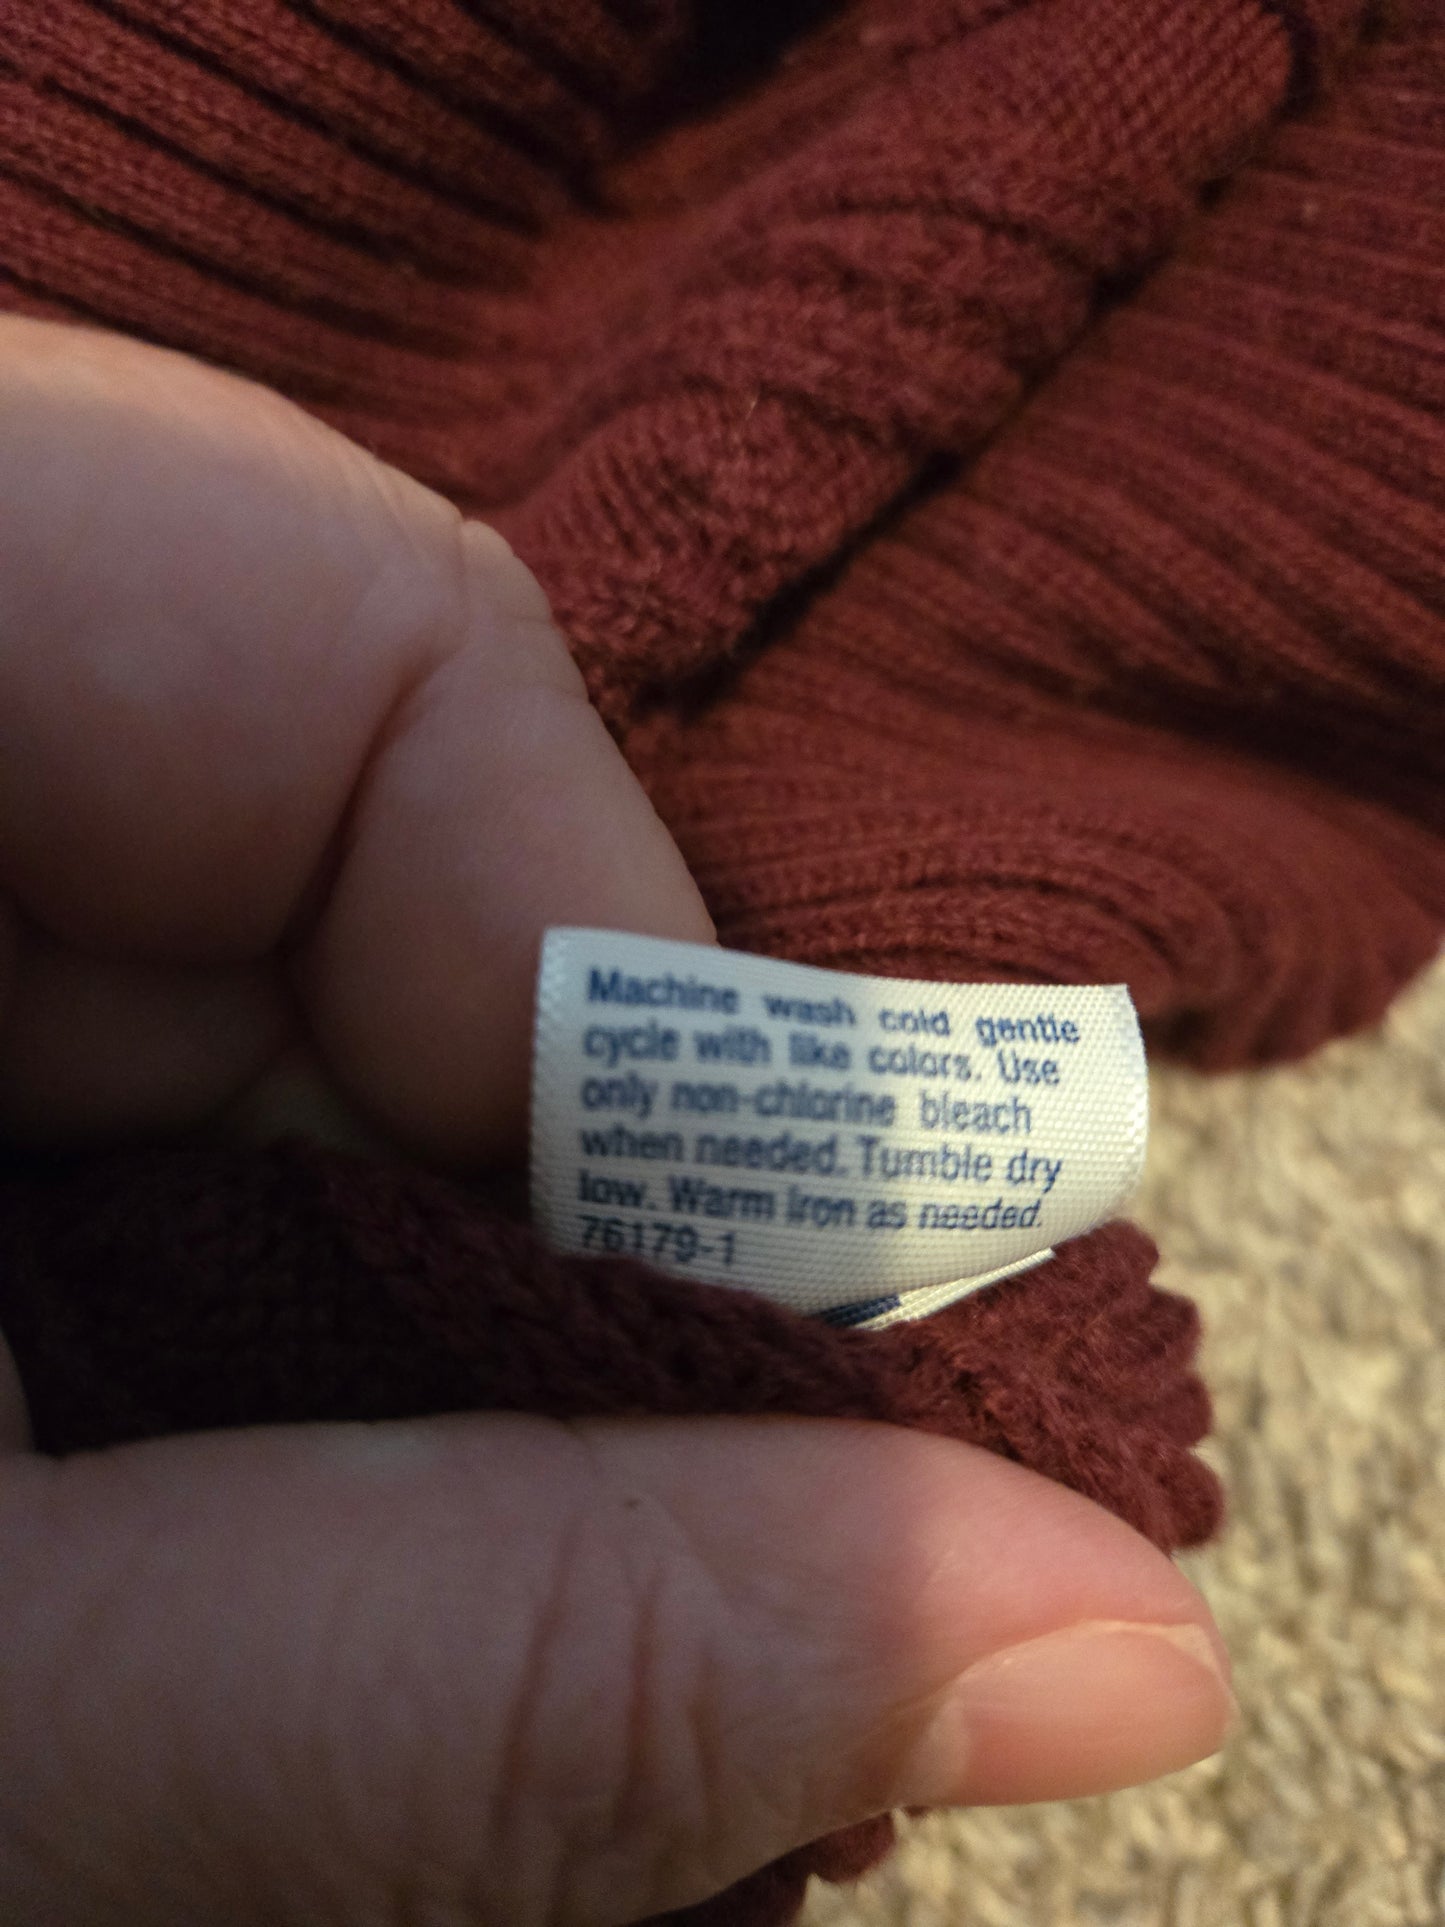 Machine wash cold gentle
cycle with like colors. Use
only non-chlorine bleach
when needed. Tumble dry
low. Warm iron as needed.
76179-1